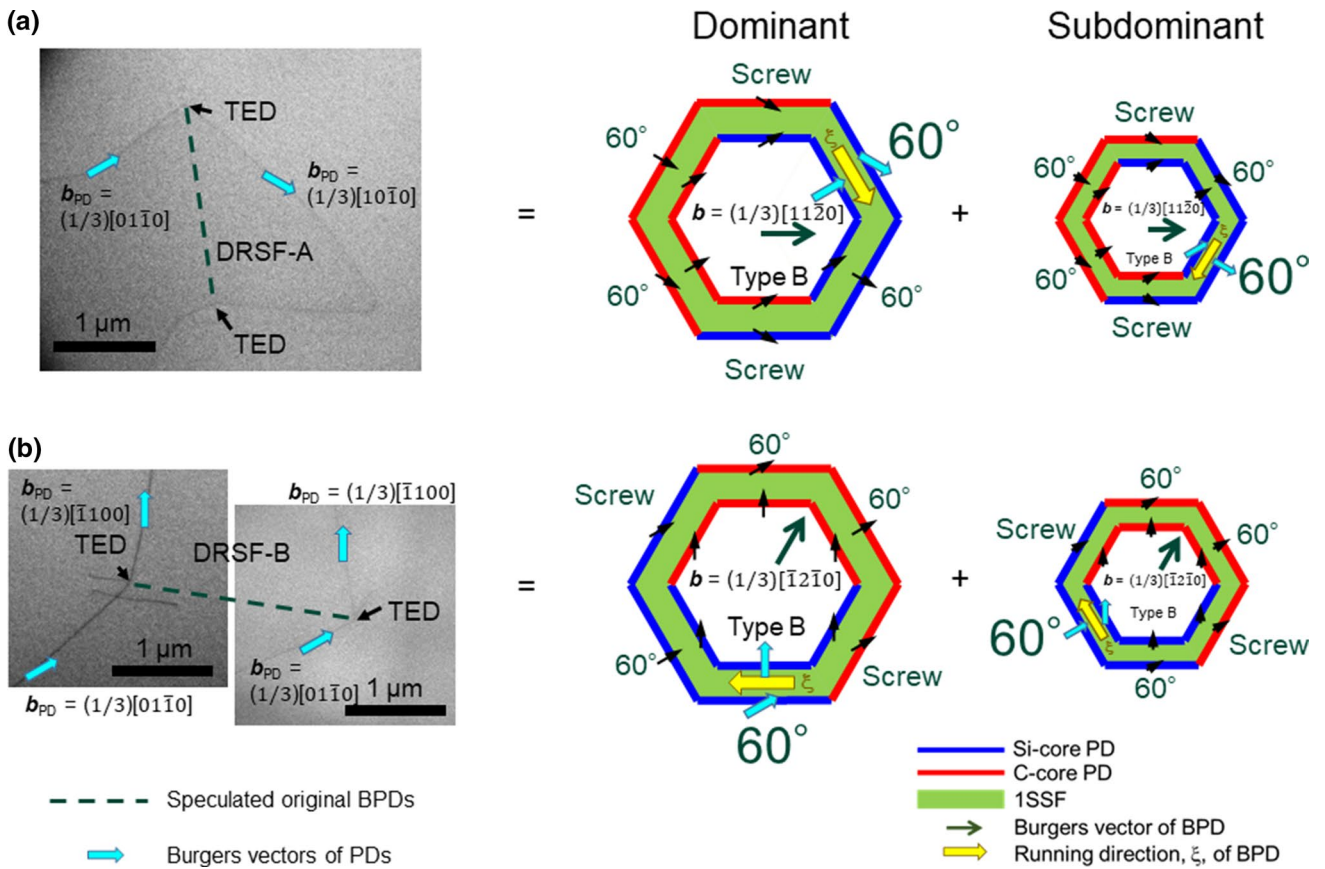 (a)
TED
b_PD =
(1/3)[011̄0]
b_PD =
(1/3)[101̄0]
DRSF-A
1 μm
TED
Dominant
Subdominant
=
Screw
60°
60°
ξ
b = (1/3)[112̄0]
Type B
60°
60°
Screw
+
Screw
60°
60°
b = (1/3)[112̄0]
Type B
ξ
60°
60°
Screw
(b)
b_PD =
(1/3)[1̄100]
TED
1 μm
b_PD = (1/3)[011̄0]
b_PD = (1/3)[1̄100]
DRSF-B
TED
b_PD =
(1/3)[011̄0]
1 μm
=
60°
Screw
60°
b = (1/3)[1̄21̄0]
Type B
60°
ξ
Screw
60°
+
60°
Screw
60°
b = (1/3)[1̄21̄0]
Type B
60°
ξ
Screw
60°
Speculated original BPDs
Burgers vectors of PDs
Si-core PD
C-core PD
1SSF
Burgers vector of BPD
Running direction, ξ, of BPD